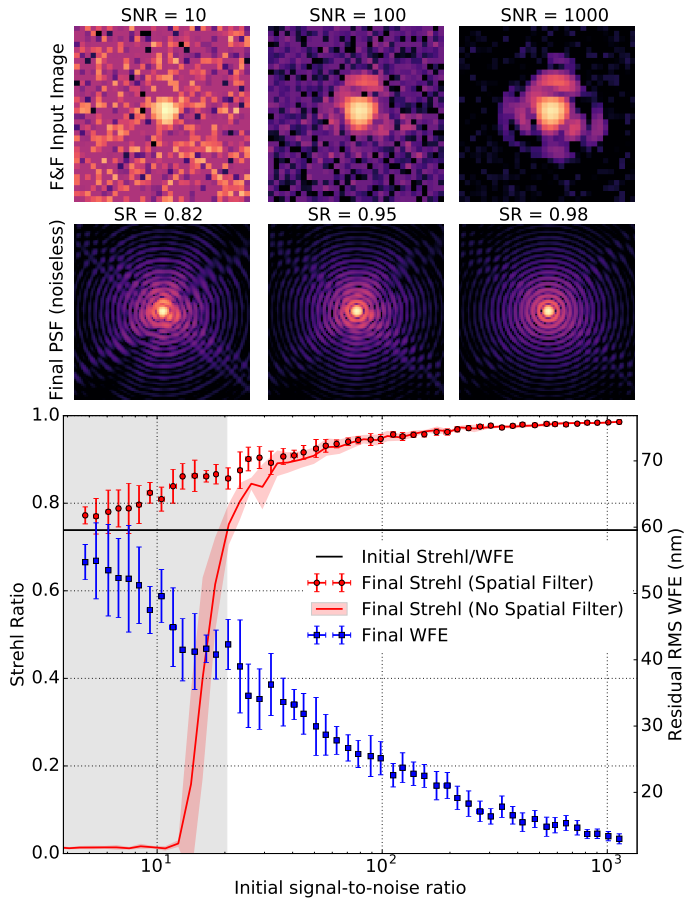 SNR = 10 SNR = 100 SNR = 1000
F&F Input Image
SR = 0.82 SR = 0.95 SR = 0.98
Final PSF (noiseless)
1.0
0.8
0.6
0.4
0.2
0.0
Strehl Ratio
70
60
50
40
30
20
Residual RMS WFE (nm)
Initial Strehl/WFE
Final Strehl (Spatial Filter)
Final Strehl (No Spatial Filter)
Final WFE
10¹ 10² 10³
Initial signal-to-noise ratio